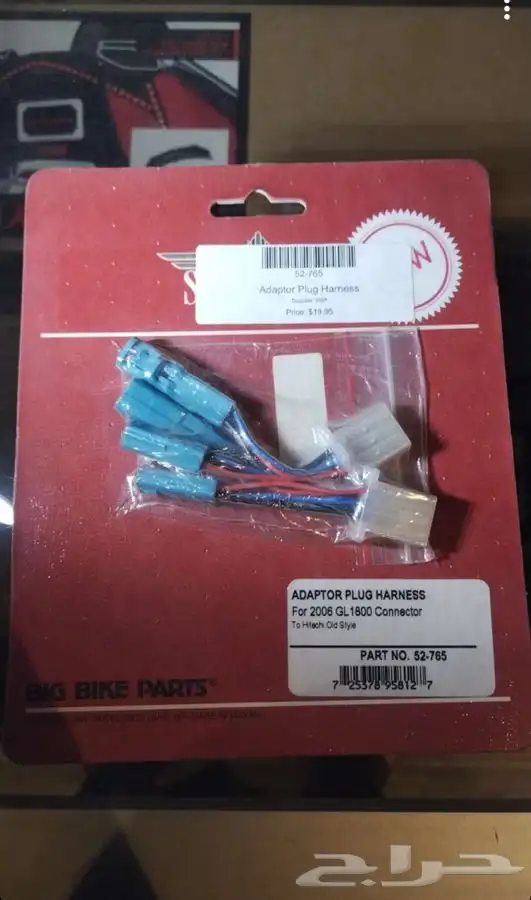 52-765
Adaptor Plug Harness
Price: $19.95
ADAPTOR PLUG HARNESS
For 2006 GL1800 Connector
To Hitachi Old Style
PART NO. 52-765
7 25378 95812 7
BIG BIKE PARTS®
حراج